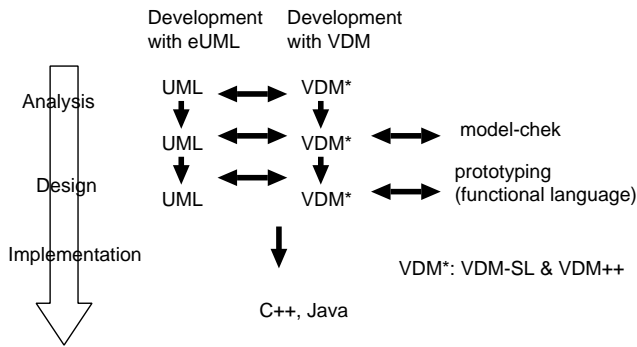 Development
with eUML
Development
with VDM
Analysis
UML
VDM*
UML
VDM*
model-chek
Design
UML
VDM*
prototyping
(functional language)
Implementation
VDM*: VDM-SL & VDM++
C++, Java